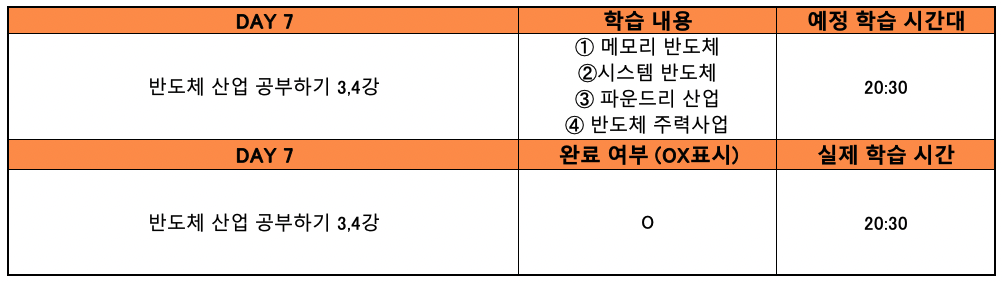 DAY 7 학습 내용 예정 학습 시간대
반도체 산업 공부하기 3,4강
① 메모리 반도체
②시스템 반도체
③ 파운드리 산업
④ 반도체 주력사업
20:30
DAY 7 완료 여부 (OX표시) 실제 학습 시간
반도체 산업 공부하기 3,4강 O 20:30